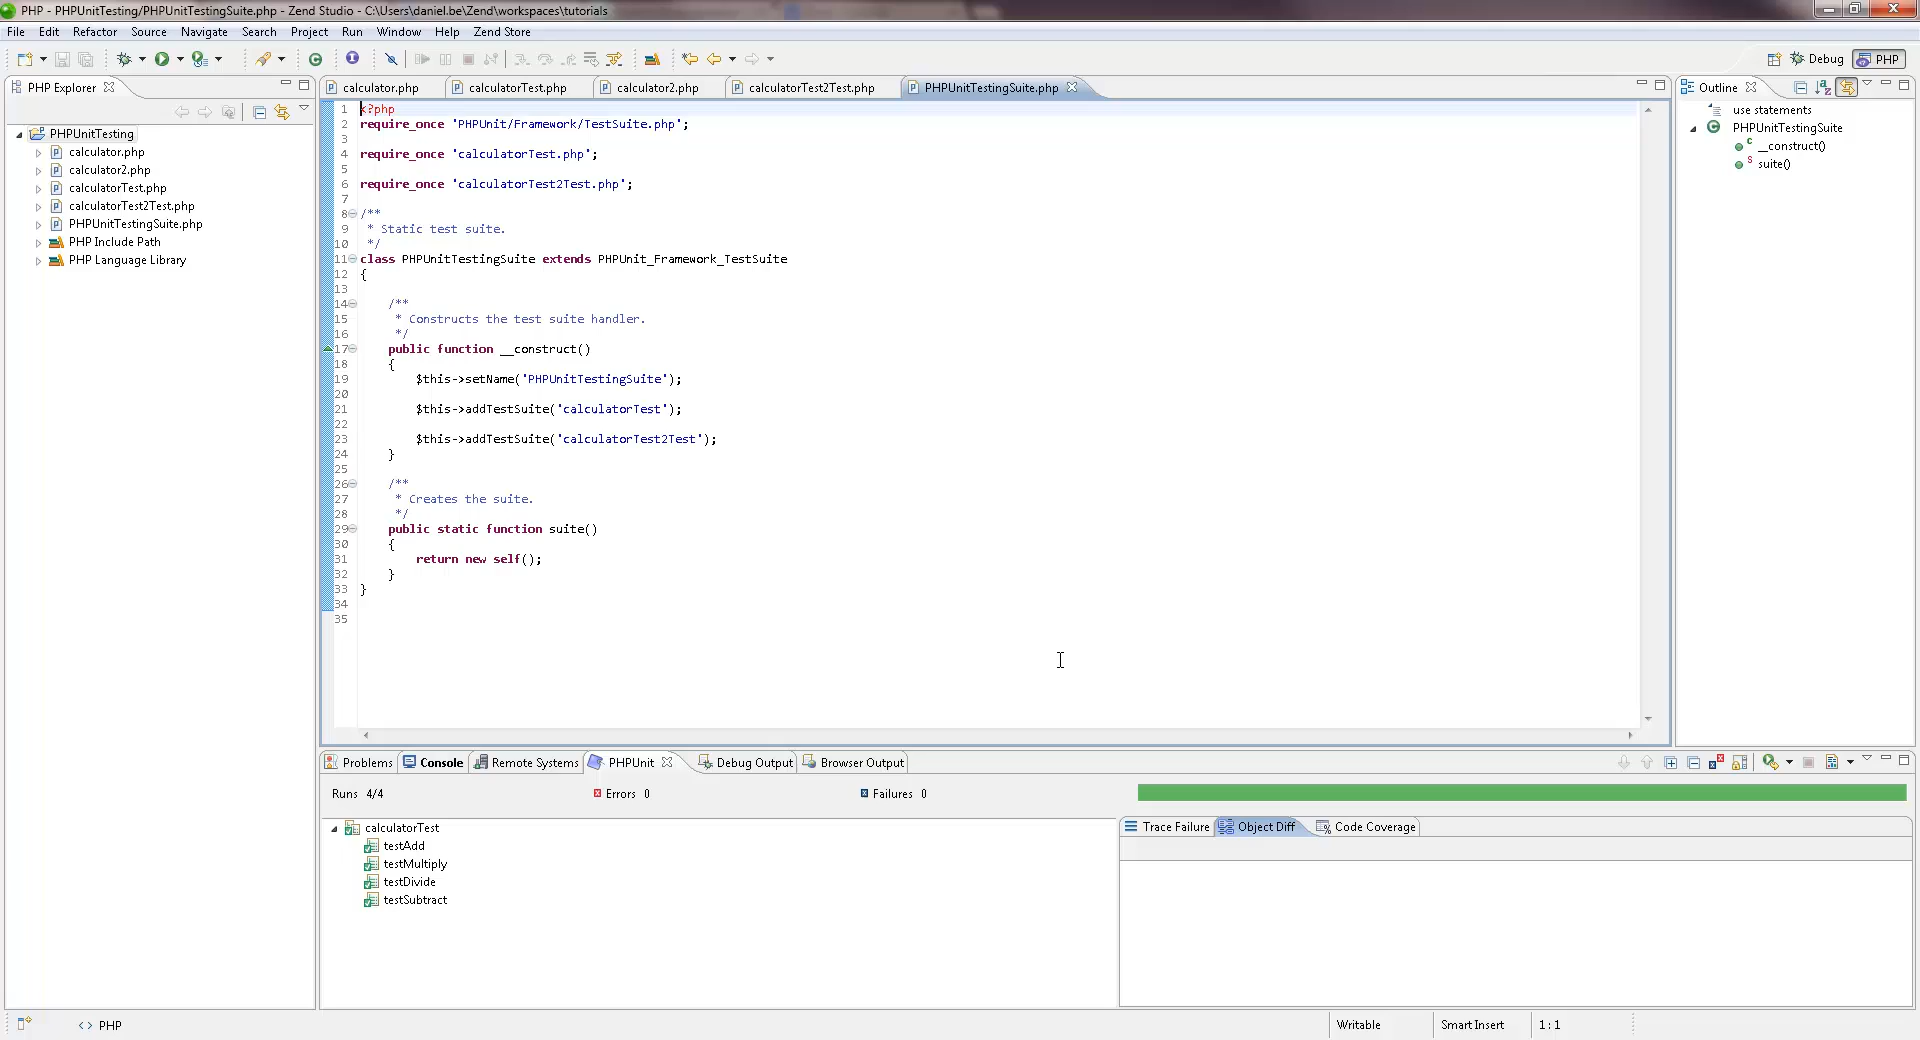 PHP - PHPUnitTesting/PHPUnitTestingSuite.php - Zend Studio - C:\Users\daniel.be\Zend\workspaces\tutorials
File Edit Refactor Source Navigate Search Project Run Window Help Zend Store
Debug PHP
PHP Explorer
PHPUnitTesting
calculator.php
calculator2.php
calculatorTest.php
calculatorTest2Test.php
PHPUnitTestingSuite.php
PHP Include Path
PHP Language Library
calculator.php calculatorTest.php calculator2.php calculatorTest2Test.php PHPUnitTestingSuite.php
1 <?php
2 require_once 'PHPUnit/Framework/TestSuite.php';
3
4 require_once 'calculatorTest.php';
5
6 require_once 'calculatorTest2Test.php';
7
8 /**
9 * Static test suite.
10 */
11 class PHPUnitTestingSuite extends PHPUnit_Framework_TestSuite
12 {
13
14 /**
15 * Constructs the test suite handler.
16 */
17 public function __construct()
18 {
19 $this->setName('PHPUnitTestingSuite');
20
21 $this->addTestSuite('calculatorTest');
22
23 $this->addTestSuite('calculatorTest2Test');
24 }
25
26 /**
27 * Creates the suite.
28 */
29 public static function suite()
30 {
31 return new self();
32 }
33 }
34
35
Outline
use statements
PHPUnitTestingSuite
__construct()
suite()
Problems Console Remote Systems PHPUnit Debug Output Browser Output
Runs 4/4 Errors 0 Failures 0
calculatorTest
testAdd
testMultiply
testDivide
testSubtract
Trace Failure Object Diff Code Coverage
<> PHP Writable Smart Insert 1 : 1